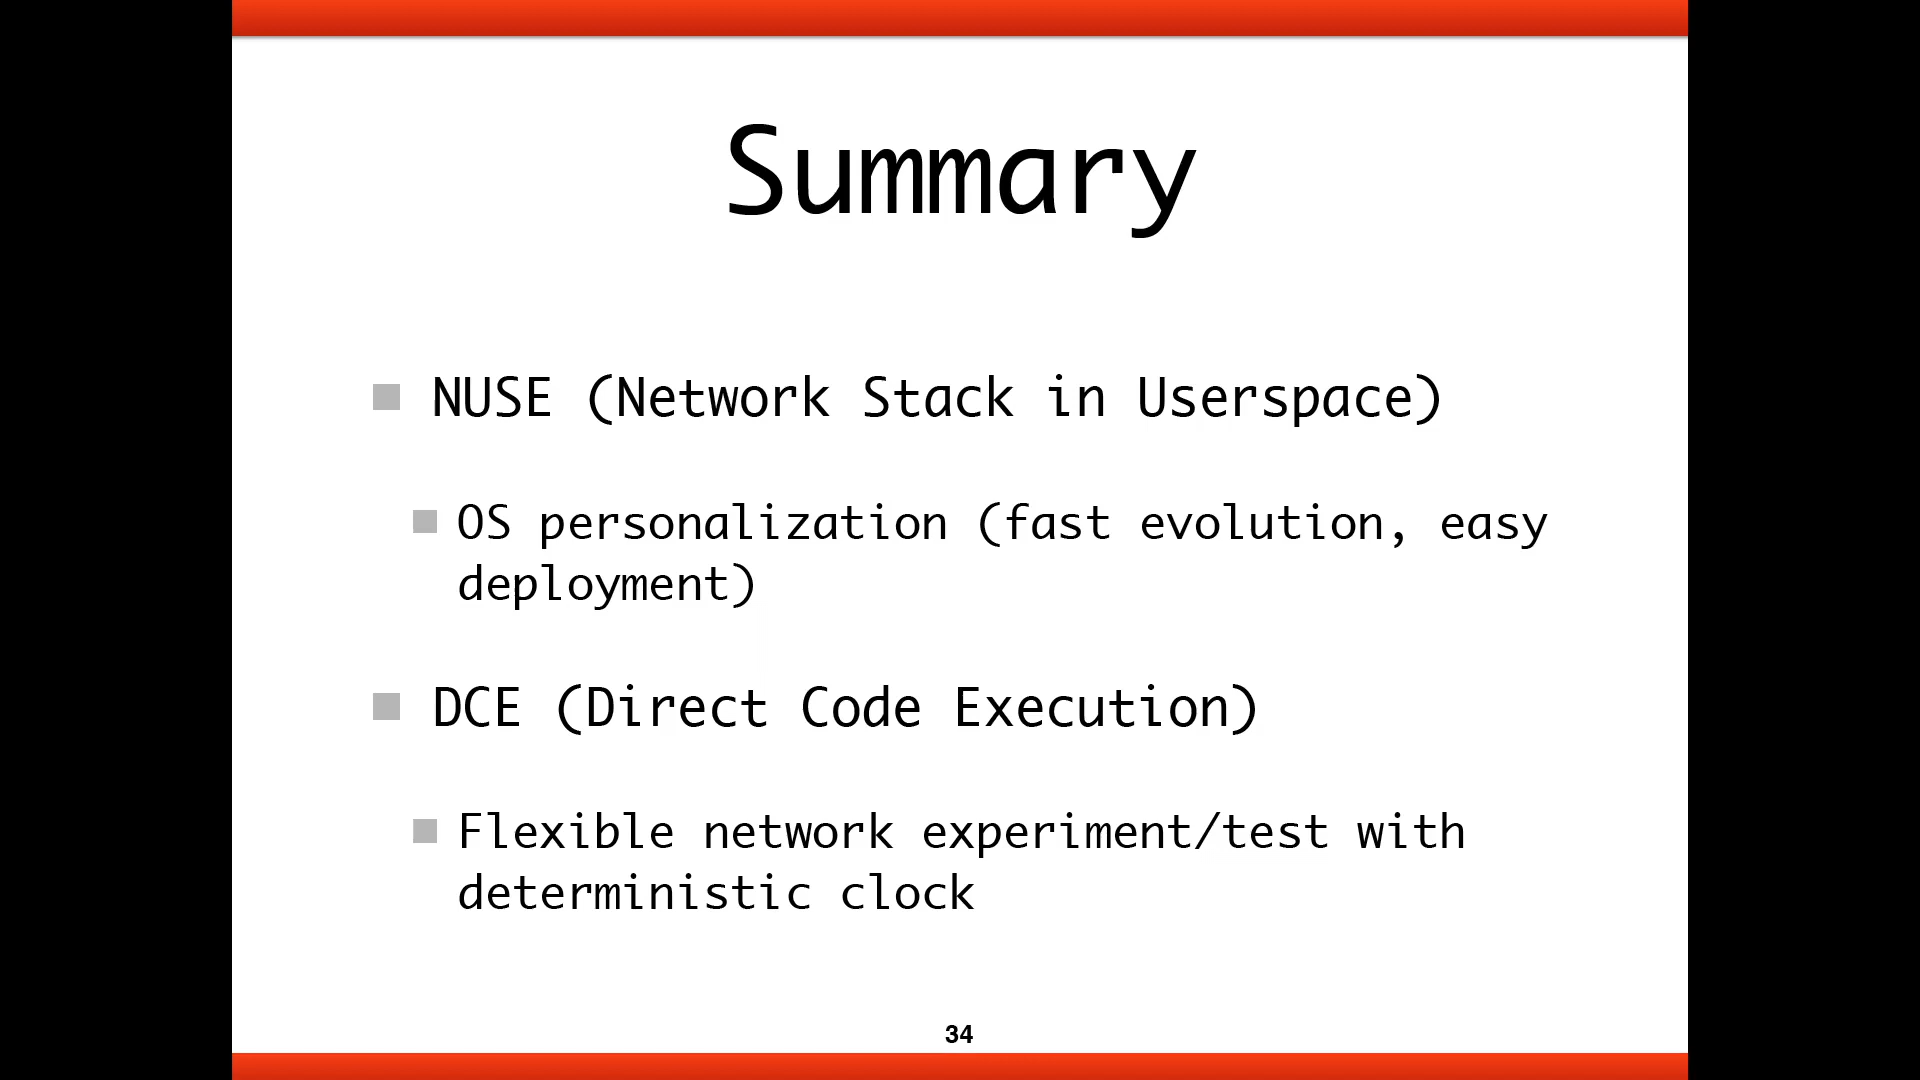 Summary
NUSE (Network Stack in Userspace)
OS personalization (fast evolution, easy
deployment)
DCE (Direct Code Execution)
Flexible network experiment/test with
deterministic clock
34